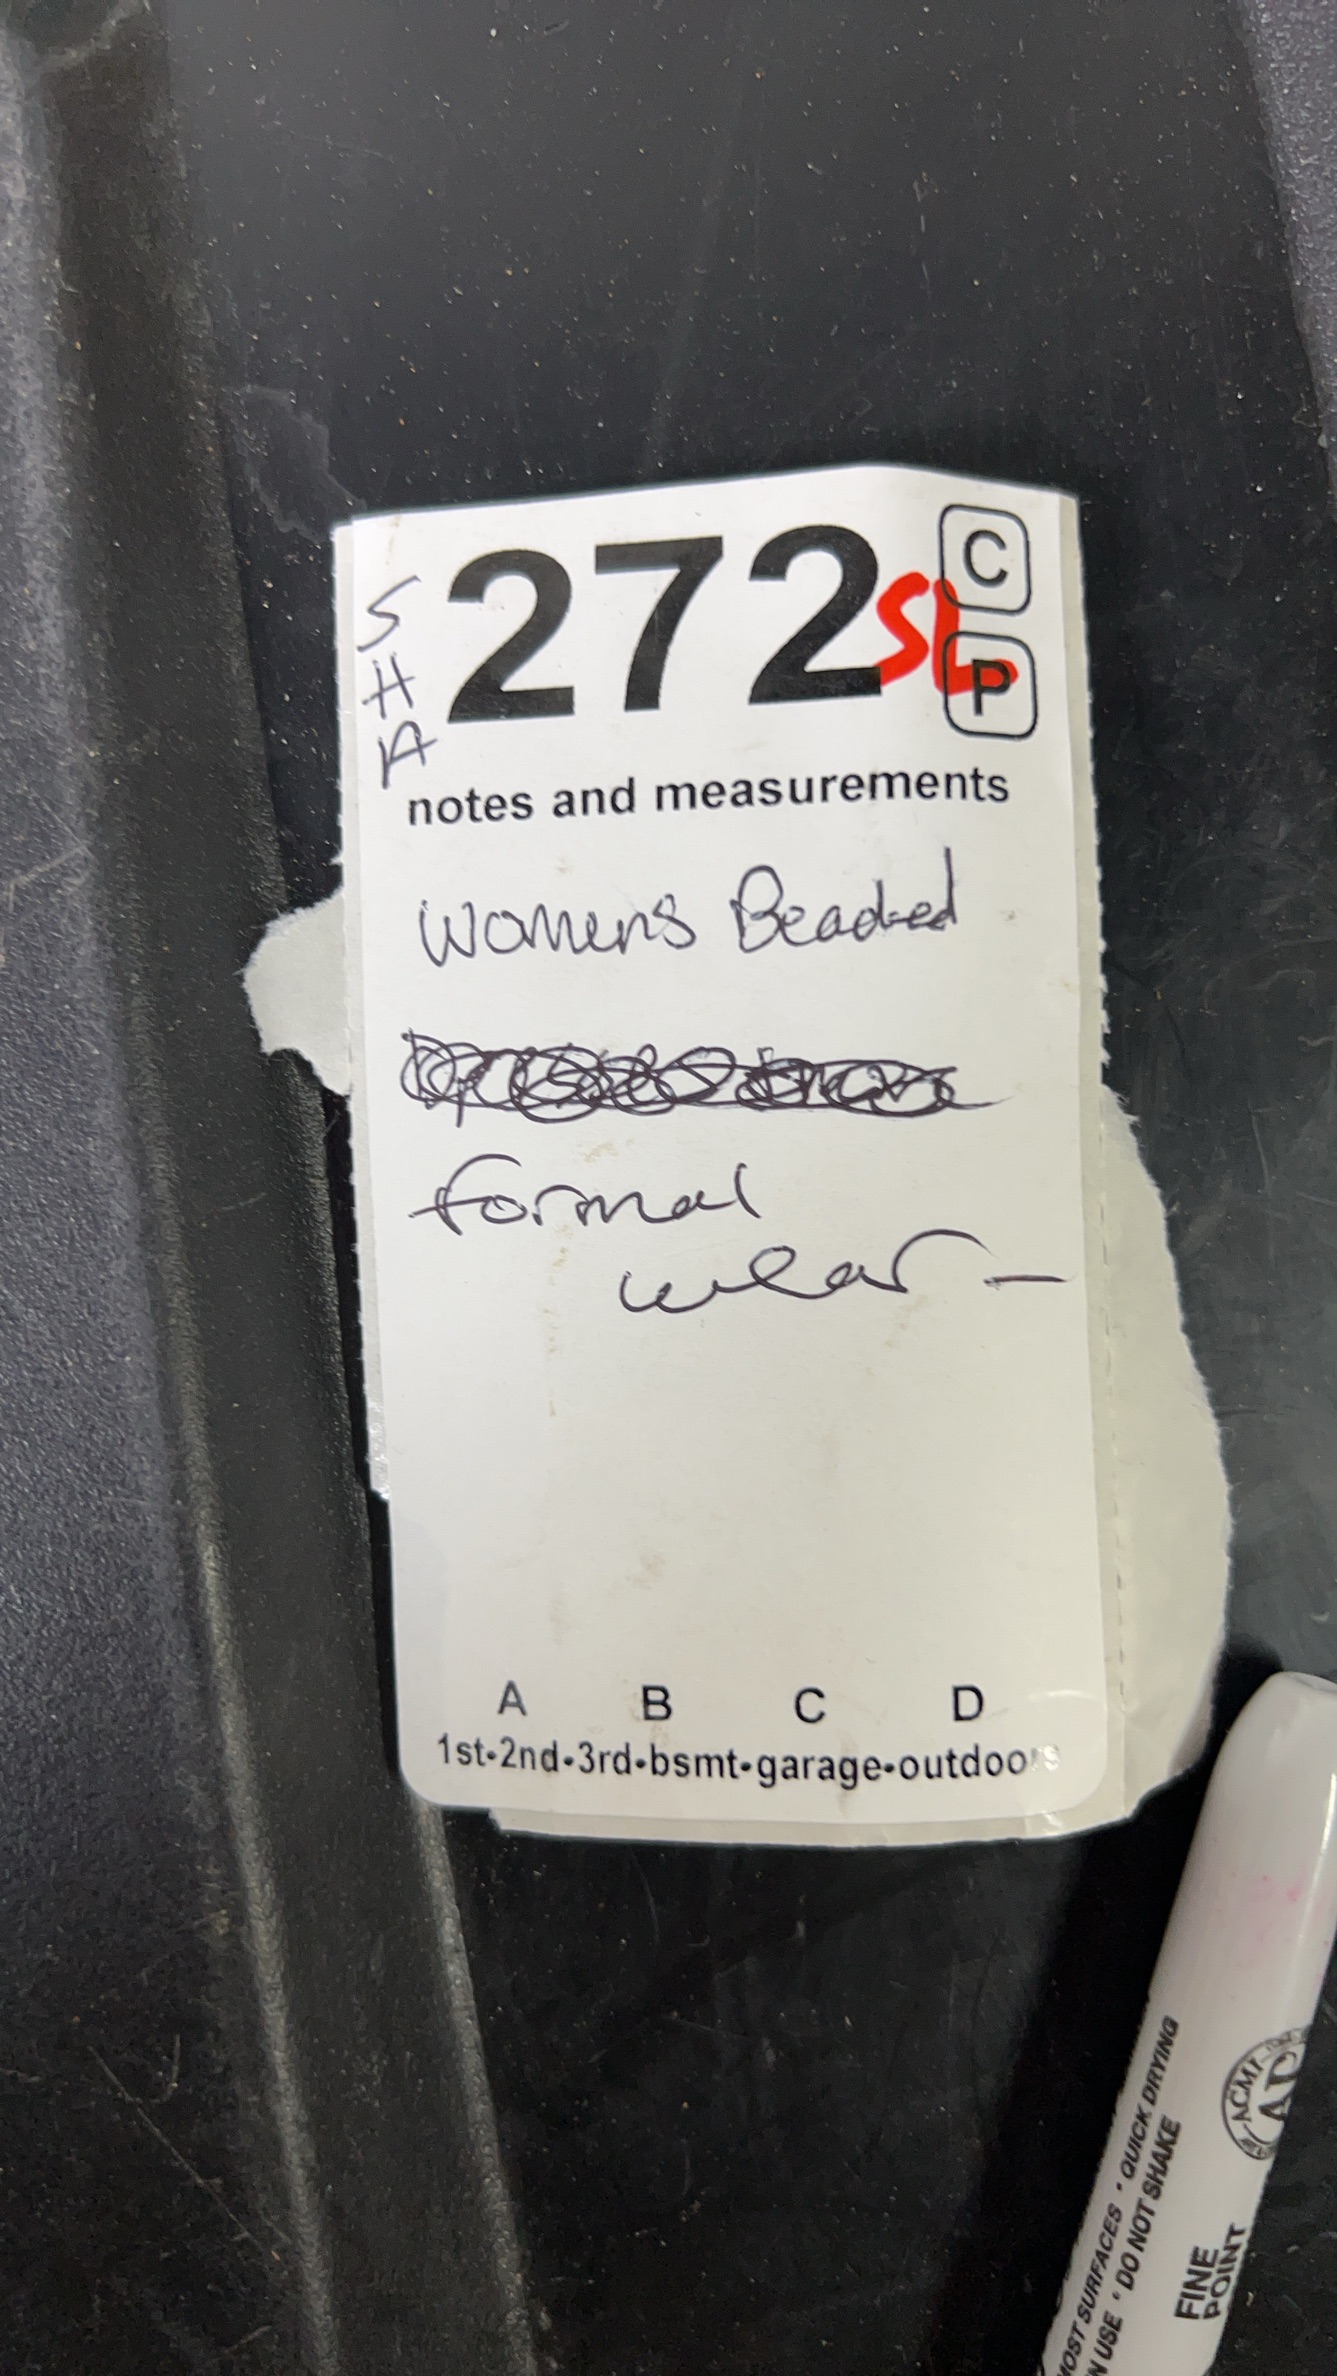 S
H
A
272
SL
C
P
notes and measurements
Womens Beaded
formal
wear -
A B C D
1st-2nd-3rd-bsmt-garage-outdoors
MOST SURFACES • QUICK DRYING
IN USE • DO NOT SHAKE
FINE
POINT
ACMI
AP